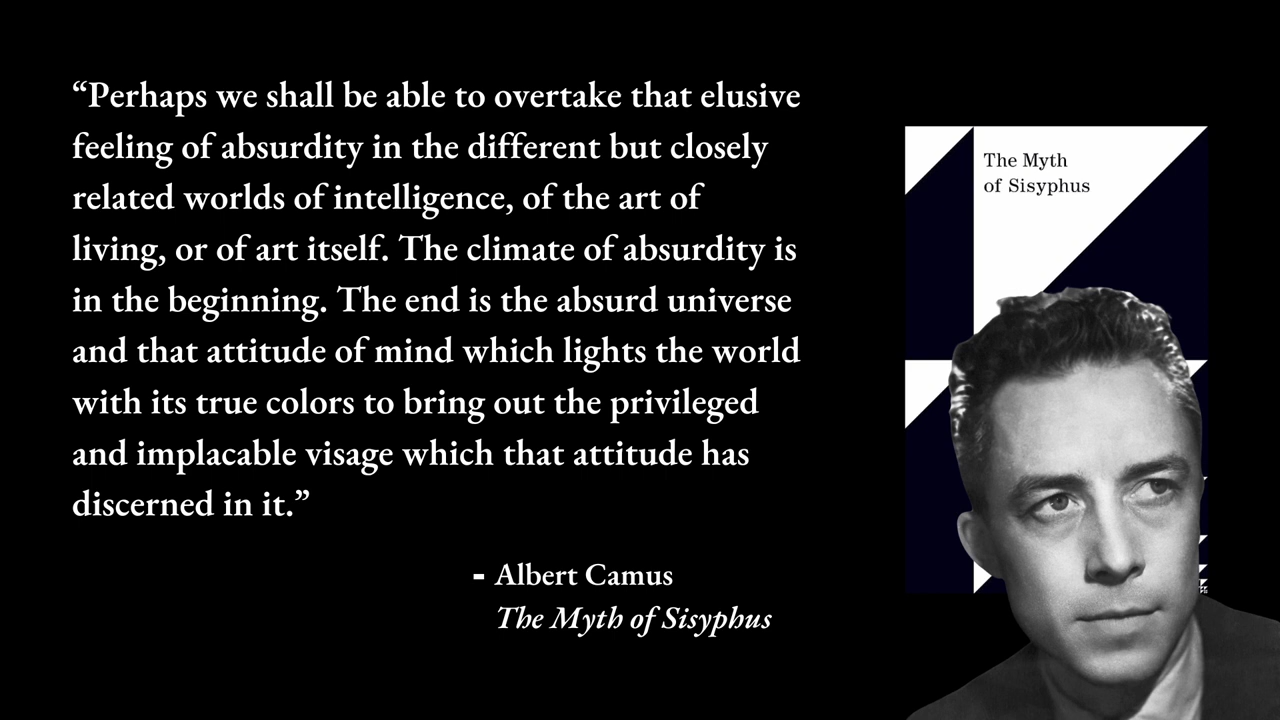 “Perhaps we shall be able to overtake that elusive
feeling of absurdity in the different but closely
related worlds of intelligence, of the art of
living, or of art itself. The climate of absurdity is
in the beginning. The end is the absurd universe
and that attitude of mind which lights the world
with its true colors to bring out the privileged
and implacable visage which that attitude has
discerned in it.”
- Albert Camus
The Myth of Sisyphus
The Myth
of Sisyphus